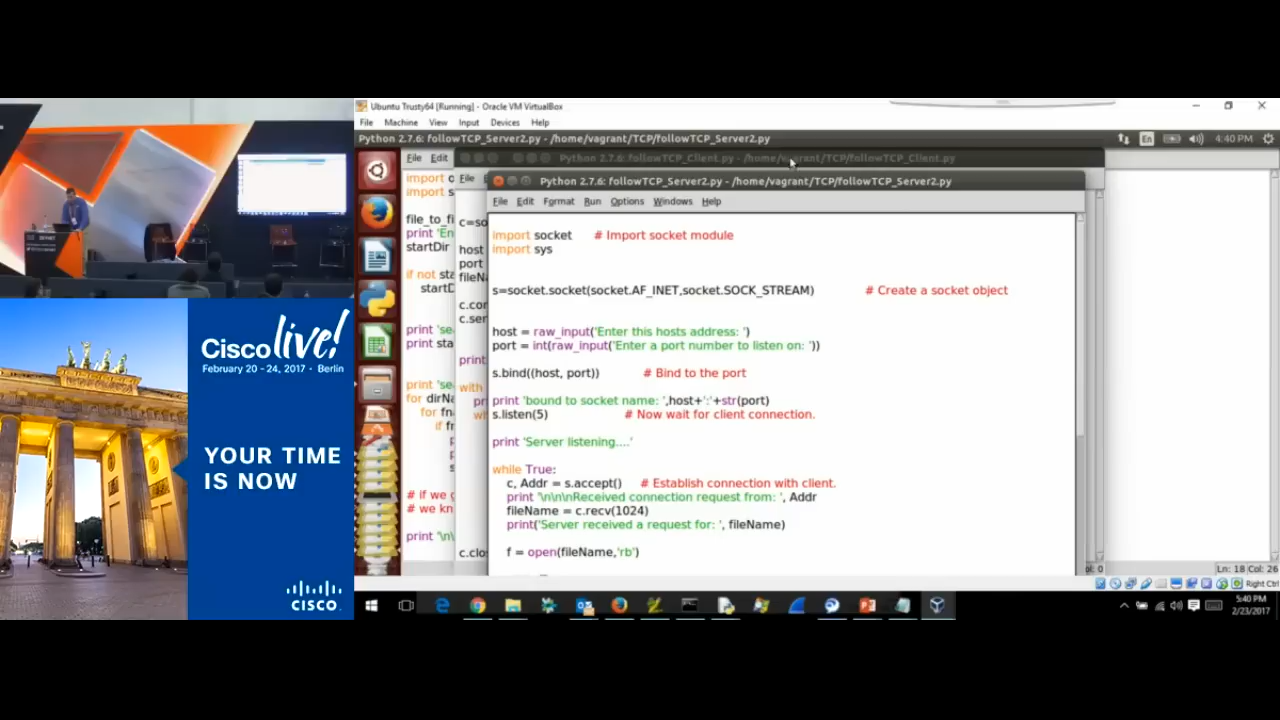 Ubuntu Trusty64 [Running] - Oracle VM VirtualBox
File Machine View Input Devices Help
Python 2.7.6: followTCP_Server2.py - /home/vagrant/TCP/followTCP_Server2.py
En
4:40 PM
File Edit
Python 2.7.6: followTCP_Client.py - /home/vagrant/TCP/followTCP_Client.py
File
Python 2.7.6: followTCP_Server2.py - /home/vagrant/TCP/followTCP_Server2.py
File Edit Format Run Options Windows Help
import
import s
file_to_fi
print 'En
startDir
if not sta
startD
print 'se
print sta
print 'se
for dirNa
for fna
if fr
# if we
# we kn
print '\n\
c=so
host
port
fileNa
c.con
c.ser
print
with
c.clo
import socket # Import socket module
import sys
s=socket.socket(socket.AF_INET,socket.SOCK_STREAM) # Create a socket object
host = raw_input('Enter this hosts address: ')
port = int(raw_input('Enter a port number to listen on: '))
s.bind((host, port)) # Bind to the port
print 'bound to socket name: ',host+':'+str(port)
s.listen(5) # Now wait for client connection.
print 'Server listening....'
while True:
c, Addr = s.accept() # Establish connection with client.
print '\n\n\nReceived connection request from: ', Addr
fileName = c.recv(1024)
print('Server received a request for: ', fileName)
f = open(fileName,'rb')
Ln: 18 Col: 26
Right Ctrl
5:40 PM
2/23/2017
Cisco live!
February 20 - 24, 2017 · Berlin
YOUR TIME
IS NOW
CISCO